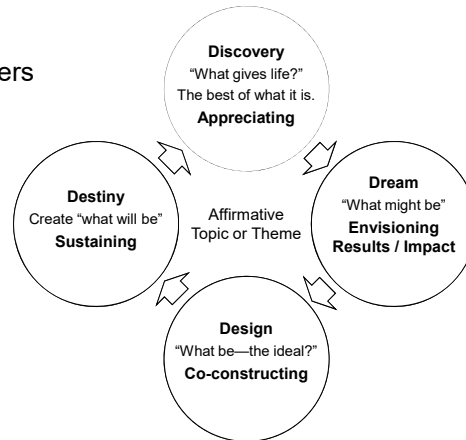 ers
Discovery
“What gives life?”
The best of what it is.
Appreciating
Dream
“What might be”
Envisioning
Results / Impact
Design
“What be—the ideal?”
Co-constructing
Destiny
Create “what will be”
Sustaining
Affirmative
Topic or Theme